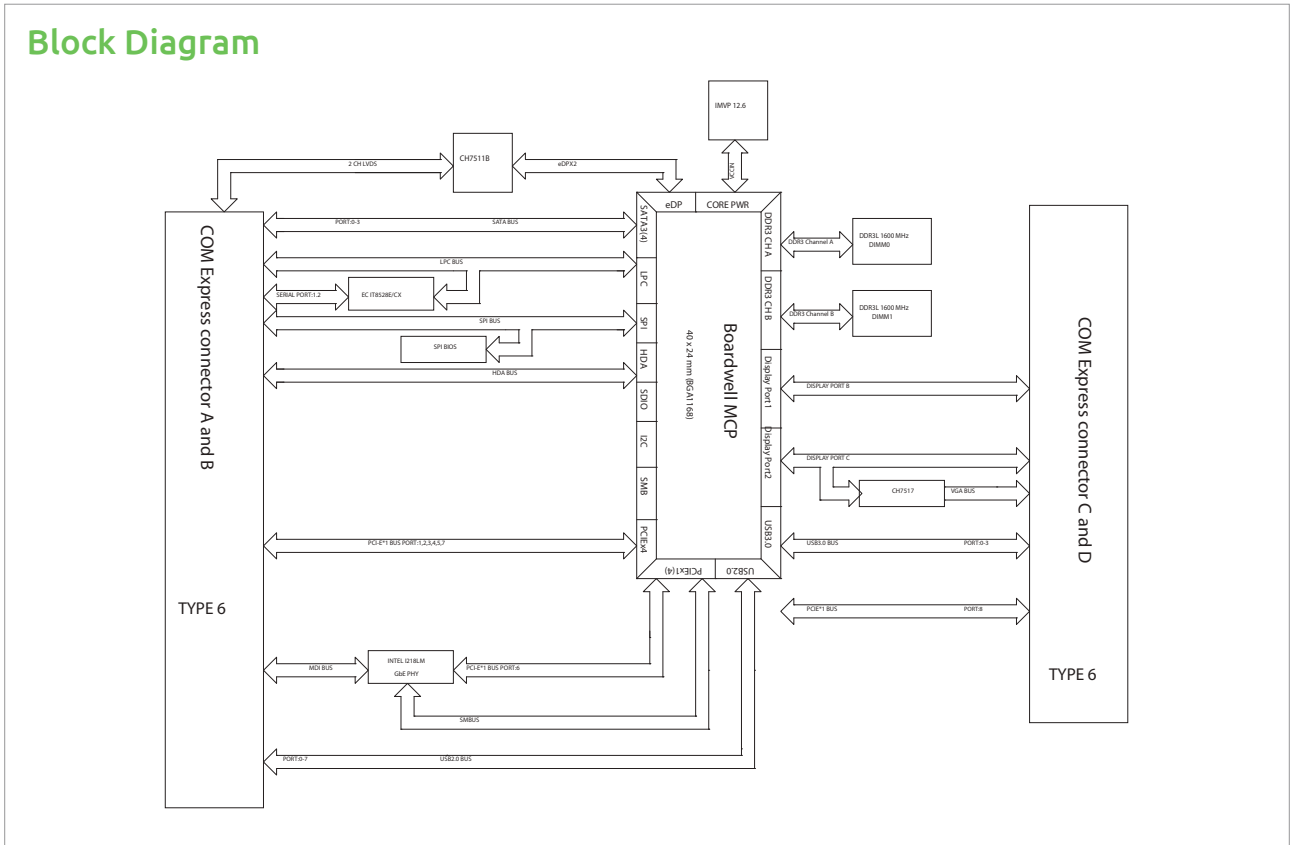 Block Diagram
IMVP 12.6
VCCIN
CH7511B
2 CH LVDS
eDPX2
eDP
CORE PWR
PORT:0-3
SATA BUS
SATA3(4)
LPC BUS
LPC
SERIAL PORT:1.2
EC IT8528E/CX
SPI BUS
SPI
SPI BIOS
HDA BUS
HDA
SDIO
I2C
SMB
PCI-E*1 BUS PORT:1,2,3,4,5,7
PCIEx4
COM Express connector A and B
TYPE 6
Boardwell MCP
40 x 24 mm (BGA1168)
DDR3 CH A
DDR3 Channel A
DDR3L 1600 MHz
DIMM0
DDR3 CH B
DDR3 Channel B
DDR3L 1600 MHz
DIMM1
Display Port1
DISPLAY PORT B
Display Port2
DISPLAY PORT C
CH7517
VGA BUS
USB3.0
USB3.0 BUS
PORT:0-3
PCIE*1 BUS
PORT:8
COM Express connector C and D
TYPE 6
PCIEx1(4)
USB2.0
MDI BUS
INTEL I218LM
GbE PHY
PCI-E*1 BUS PORT:6
SMBUS
PORT:0-7
USB2.0 BUS